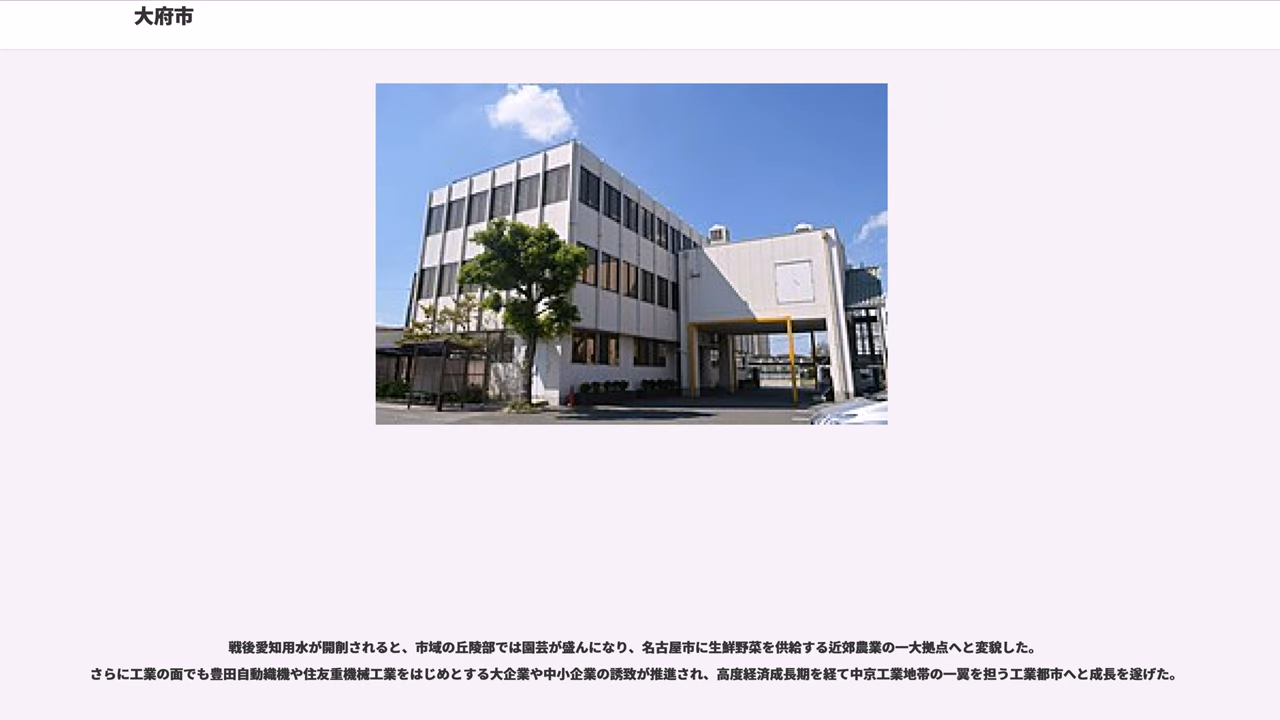 大府市
戦後愛知用水が開削されると、市域の丘陵部では園芸が盛んになり、名古屋市に生鮮野菜を供給する近郊農業の一大拠点へと変貌した。
さらに工業の面でも豊田自動織機や住友重機械工業をはじめとする大企業や中小企業の誘致が推進され、高度経済成長期を経て中京工業地帯の一翼を担う工業都市へと成長を遂げた。